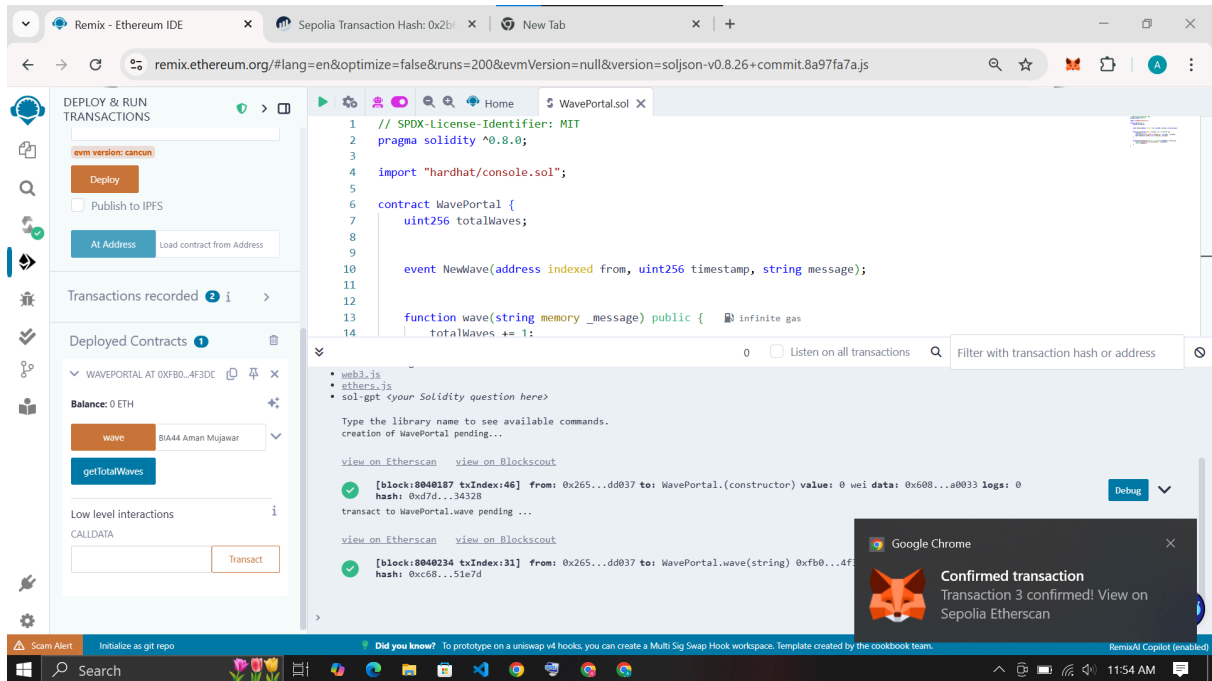 Remix - Ethereum IDE
Sepolia Transaction Hash: 0x2b
New Tab
remix.ethereum.org/#lang=en&optimize=false&runs=200&evmVersion=null&version=soljson-v0.8.26+commit.8a97fa7a.js
A
DEPLOY & RUN
TRANSACTIONS
evm version: cancun
Deploy
Publish to IPFS
At Address
Load contract from Address
Transactions recorded 2 i
Deployed Contracts 1
WAVEPORTAL AT 0XFB0...4F3DE
Balance: 0 ETH
wave
BIA44 Aman Mujawar
getTotalWaves
Low level interactions
i
CALLDATA
Transact
Home
WavePortal.sol
1 // SPDX-License-Identifier: MIT
2 pragma solidity ^0.8.0;
3
4 import "hardhat/console.sol";
5
6 contract WavePortal {
7 uint256 totalWaves;
8
9
10 event NewWave(address indexed from, uint256 timestamp, string message);
11
12
13 function wave(string memory _message) public { infinite gas
14 totalWaves += 1;
0
Listen on all transactions
Filter with transaction hash or address
• web3.js
• ethers.js
• sol-gpt <your Solidity question here>
Type the library name to see available commands.
creation of WavePortal pending...
view on Etherscan view on Blockscout
[block:8040187 txIndex:46] from: 0x265...dd037 to: WavePortal.(constructor) value: 0 wei data: 0x608...a0033 logs: 0
hash: 0xd7d...34328
Debug
transact to WavePortal.wave pending ...
view on Etherscan view on Blockscout
[block:8040234 txIndex:31] from: 0x265...dd037 to: WavePortal.wave(string) 0xfb0...4f
hash: 0xc68...51e7d
>
Google Chrome
Confirmed transaction
Transaction 3 confirmed! View on
Sepolia Etherscan
Scam Alert
Initialize as git repo
Did you know? To prototype on a uniswap v4 hooks, you can create a Multi Sig Swap Hook workspace. Template created by the cookbook team.
RemixAI Copilot (enabled)
Search
11:54 AM